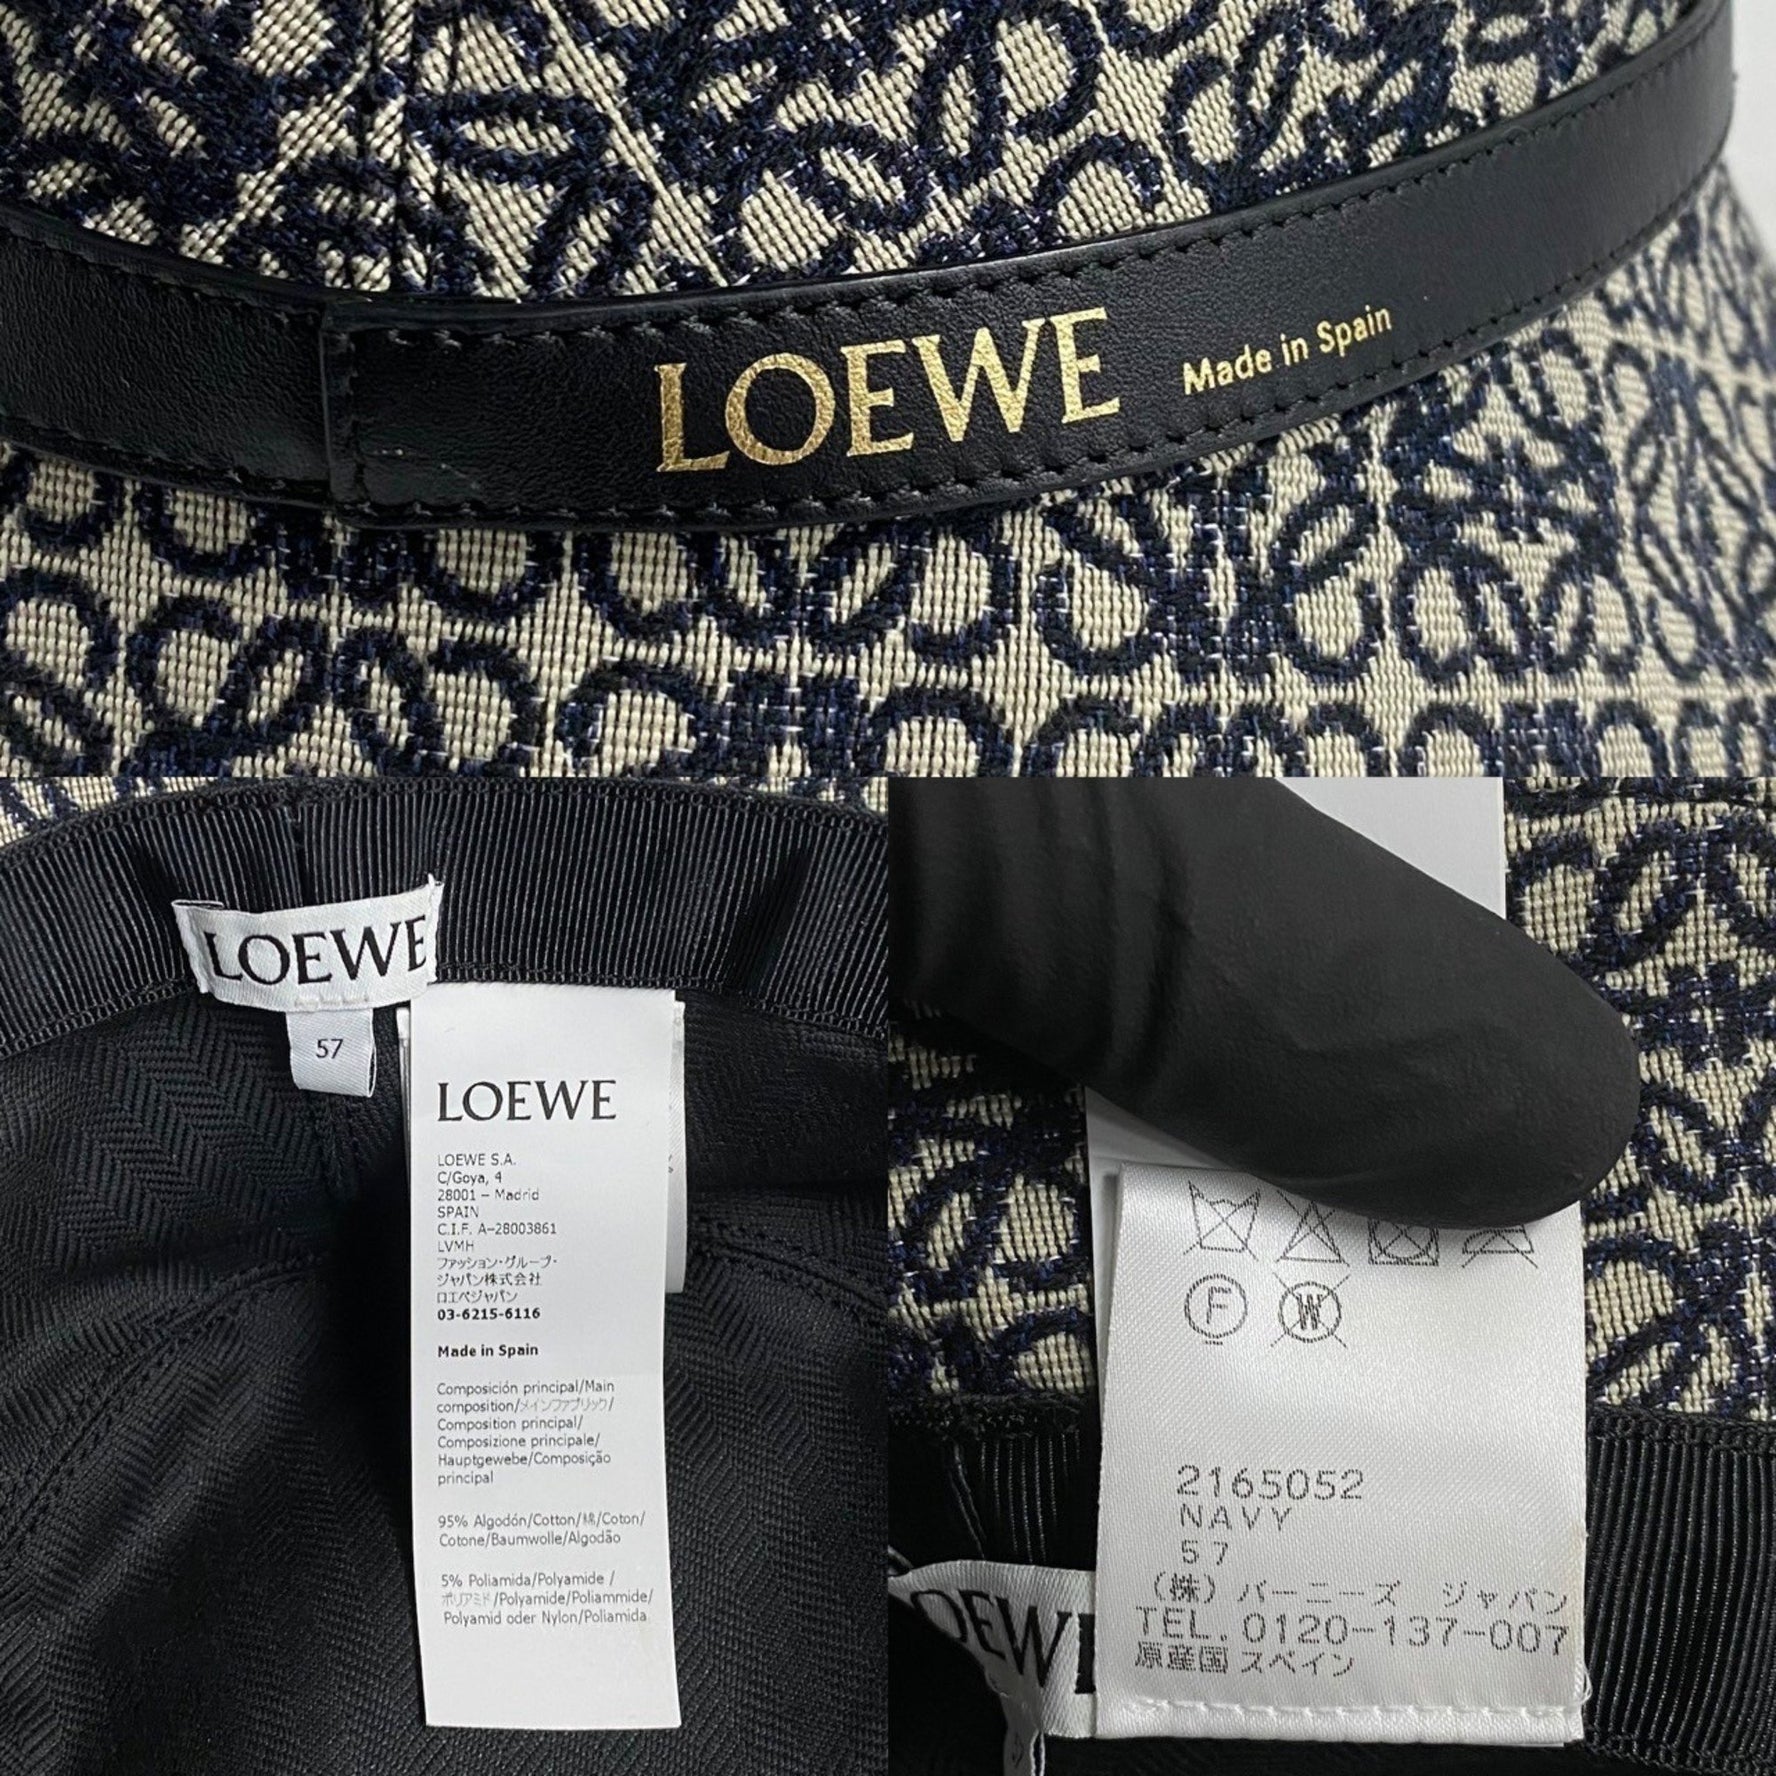 LOEWE Made in Spain
LOEWE
57
LOEWE
LOEWE S.A.
C/Goya, 4
28001 – Madrid
SPAIN
C.I.F. A-28003861
LVMH
ファッション・グループ・
ジャパン株式会社
ロエベジャパン
03-6215-6116
Made in Spain
Composición principal/Main
composition/メインファブリック/
Composition principal/
Composizione principale/
Hauptgewebe/Composição
principal
95% Algodón/Cotton/綿/Coton/
Cotone/Baumwolle/Algodão
5% Poliamida/Polyamide /
ポリアミド/Polyamide/Poliammide/
Polyamid oder Nylon/Poliamida
F W
2165052
NAVY
57
(株) バーニーズ ジャパン
TEL. 0120-137-007
原産国 スペイン